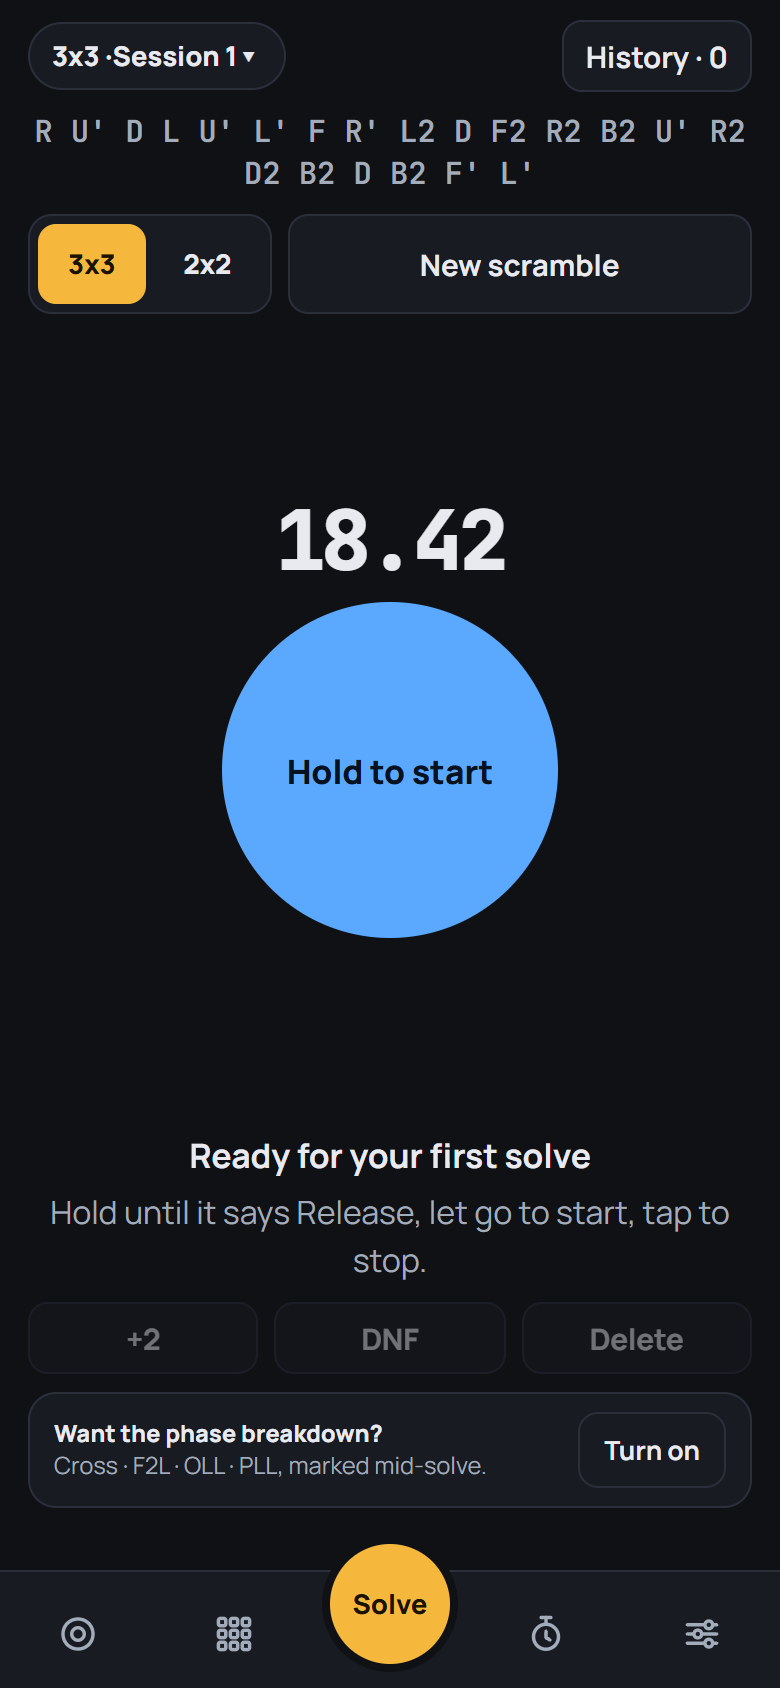 3x3 ·Session 1 ▾
History · 0
R U' D L U' L' F R' L2 D F2 R2 B2 U' R2
D2 B2 D B2 F' L'
3x3
2x2
New scramble
18.42
Hold to start
Ready for your first solve
Hold until it says Release, let go to start, tap to
stop.
+2
DNF
Delete
Want the phase breakdown?
Cross · F2L · OLL · PLL, marked mid-solve.
Turn on
Solve